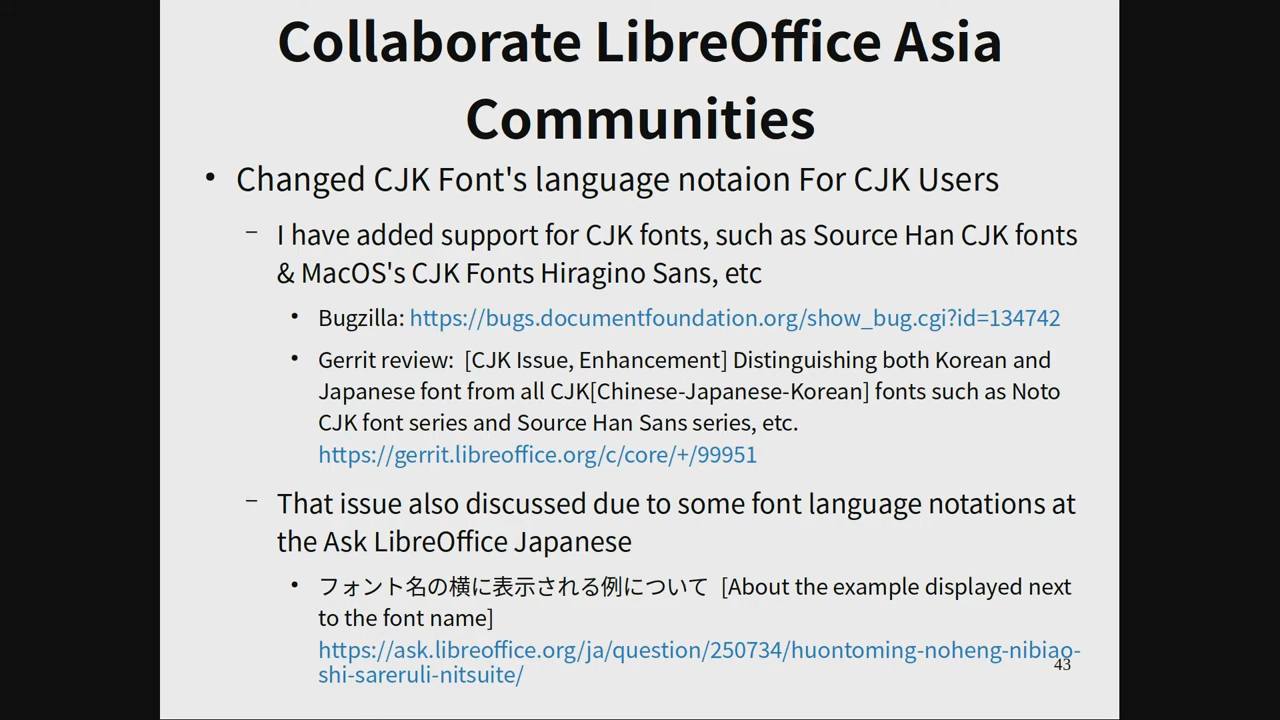 Collaborate LibreOffice Asia
Communities
• Changed CJK Font's language notaion For CJK Users
– I have added support for CJK fonts, such as Source Han CJK fonts
& MacOS's CJK Fonts Hiragino Sans, etc
• Bugzilla: https://bugs.documentfoundation.org/show_bug.cgi?id=134742
• Gerrit review:  [CJK Issue, Enhancement] Distinguishing both Korean and
Japanese font from all CJK[Chinese-Japanese-Korean] fonts such as Noto
CJK font series and Source Han Sans series, etc.
https://gerrit.libreoffice.org/c/core/+/99951
– That issue also discussed due to some font language notations at
the Ask LibreOffice Japanese
• フォント名の横に表示される例について  [About the example displayed next
to the font name]
https://ask.libreoffice.org/ja/question/250734/huontoming-noheng-nibiao-
shi-sareruli-nitsuite/
43